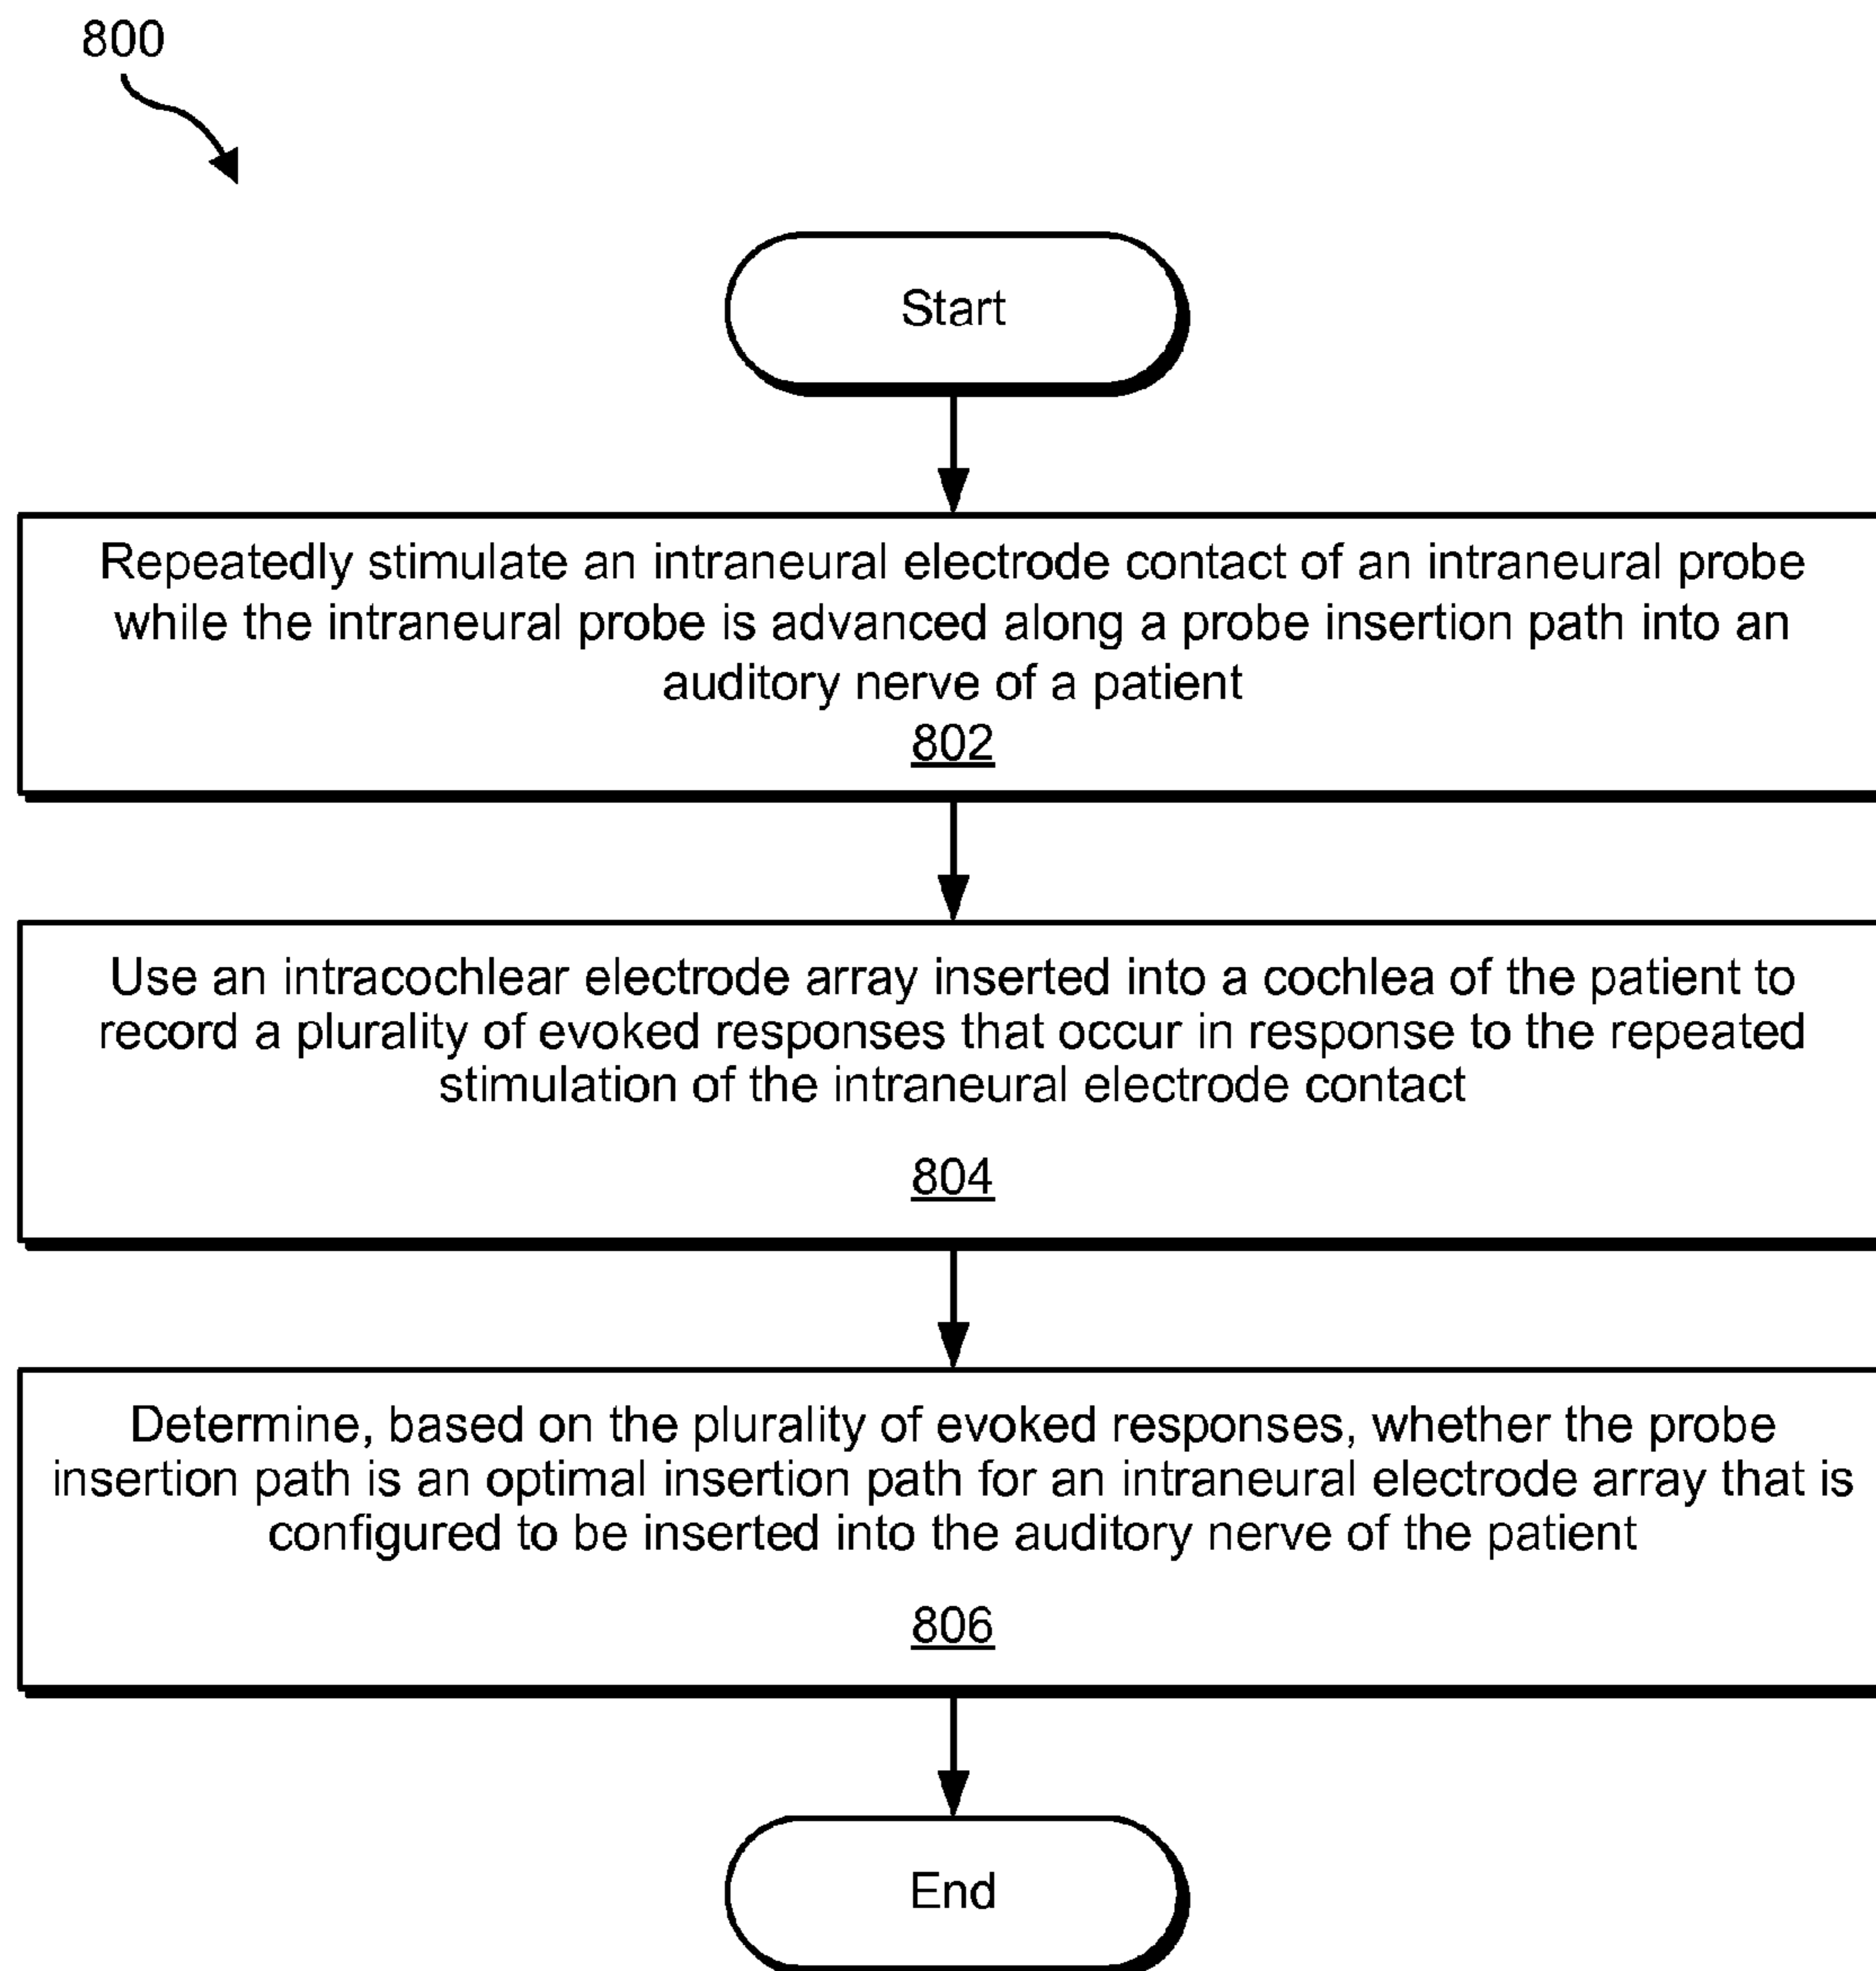 800
Start
Repeatedly stimulate an intraneural electrode contact of an intraneural probe
while the intraneural probe is advanced along a probe insertion path into an
auditory nerve of a patient
802
Use an intracochlear electrode array inserted into a cochlea of the patient to
record a plurality of evoked responses that occur in response to the repeated
stimulation of the intraneural electrode contact
804
Determine, based on the plurality of evoked responses, whether the probe
insertion path is an optimal insertion path for an intraneural electrode array that is
configured to be inserted into the auditory nerve of the patient
806
End